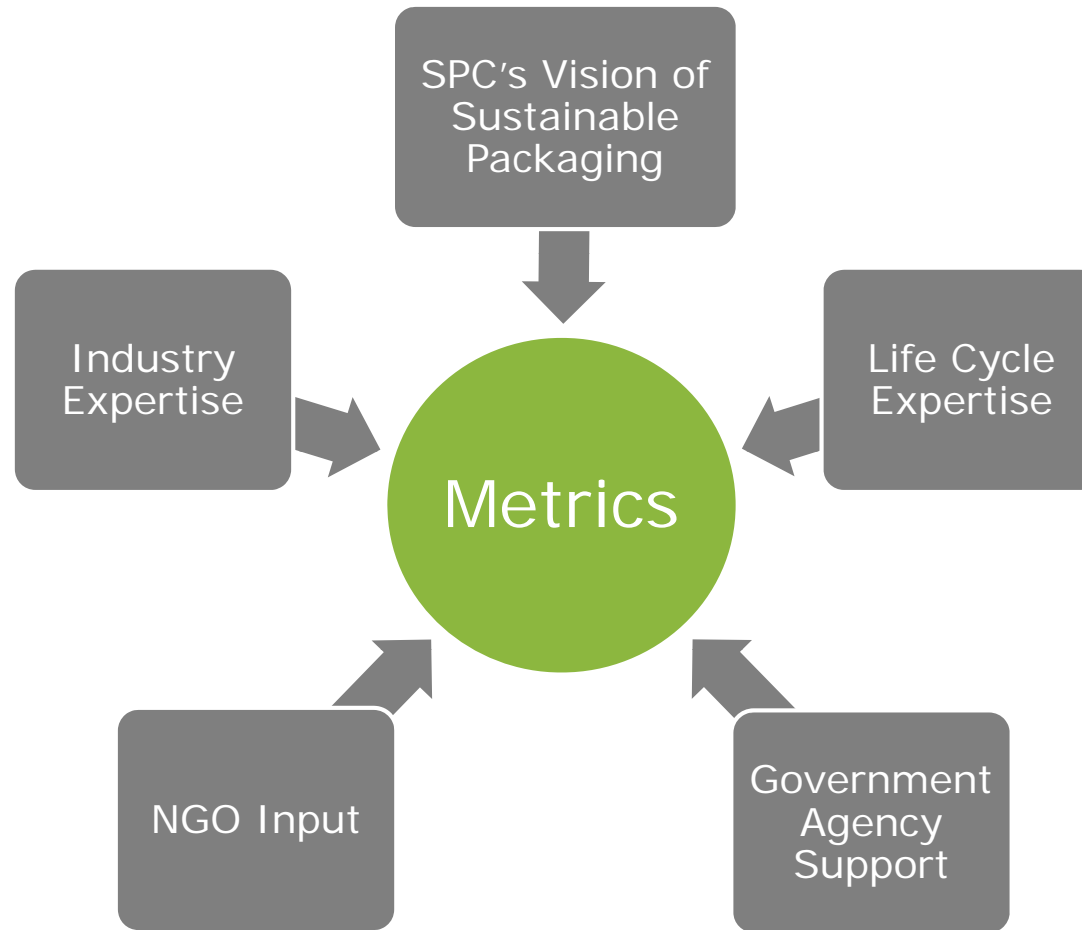 SPC's Vision of
Sustainable
Packaging
Industry
Expertise
Life Cycle
Expertise
Metrics
NGO Input
Government
Agency
Support